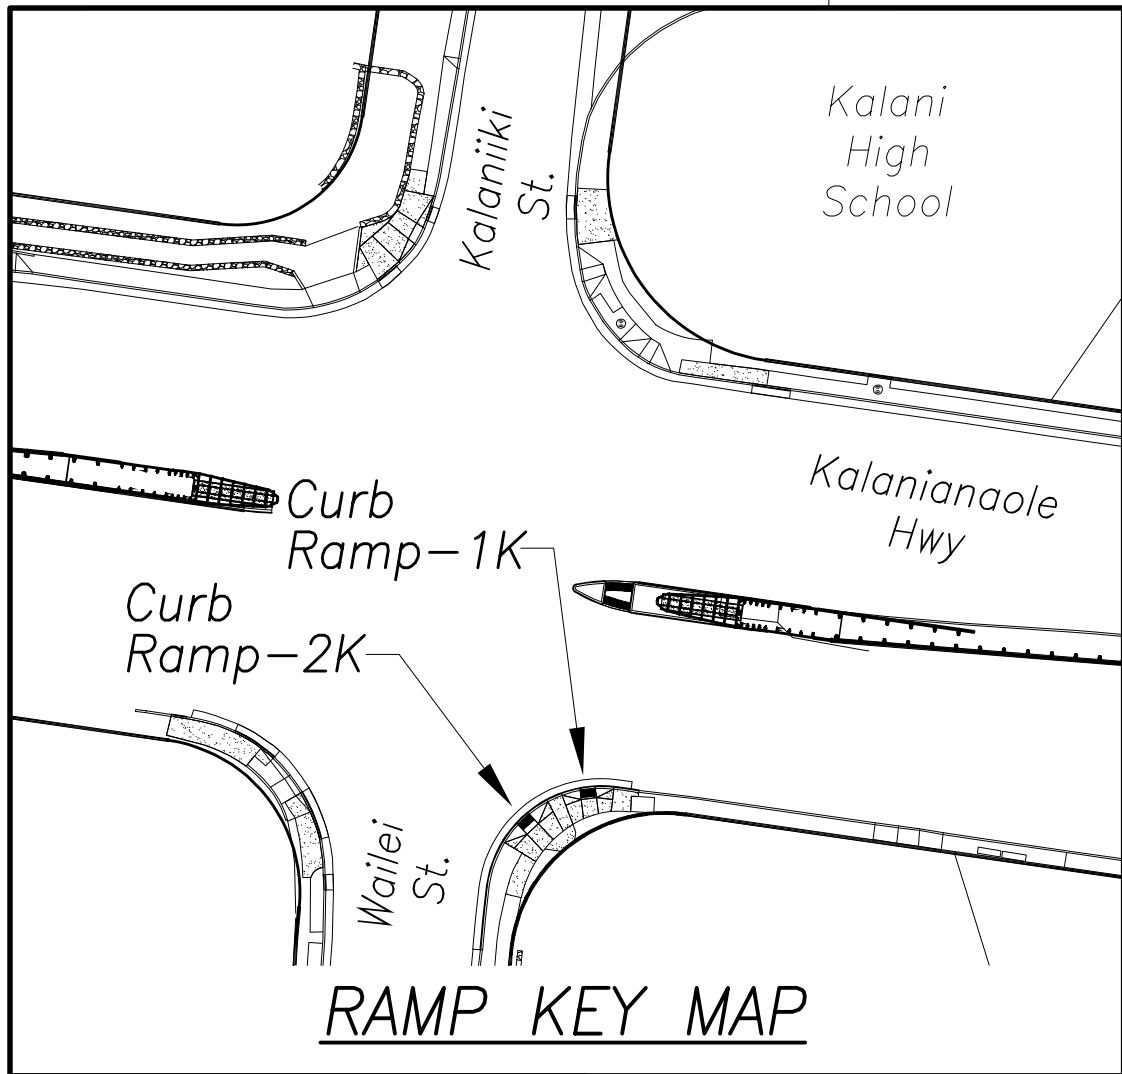 Kalani
High
School
Kalaniiki
St.
Kalanianaole
Hwy
Curb
Ramp-1K
Curb
Ramp-2K
Wailei
St.
RAMP KEY MAP